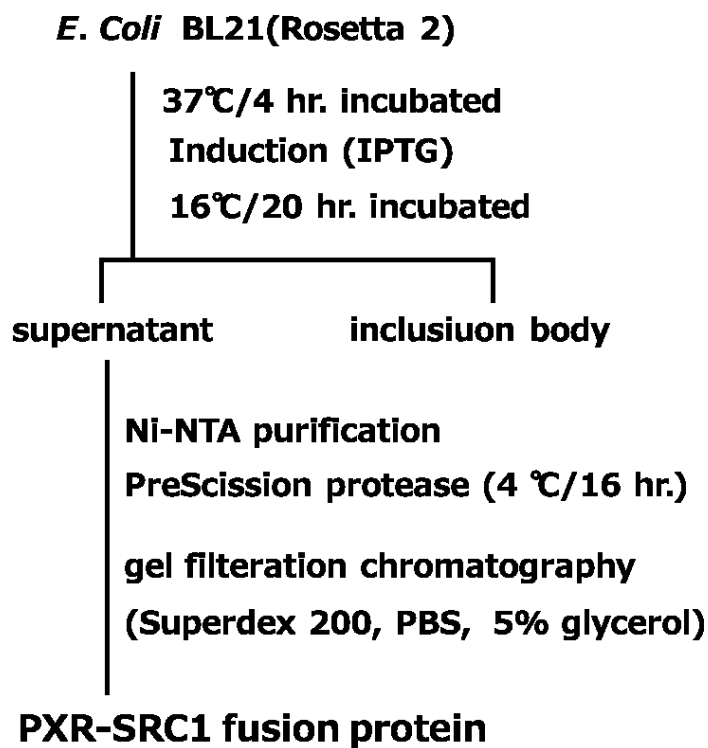 E. Coli BL21(Rosetta 2)
37℃/4 hr. incubated
Induction (IPTG)
16℃/20 hr. incubated
supernatant inclusiuon body
Ni-NTA purification
PreScission protease (4 ℃/16 hr.)
gel filteration chromatography
(Superdex 200, PBS, 5% glycerol)
PXR-SRC1 fusion protein